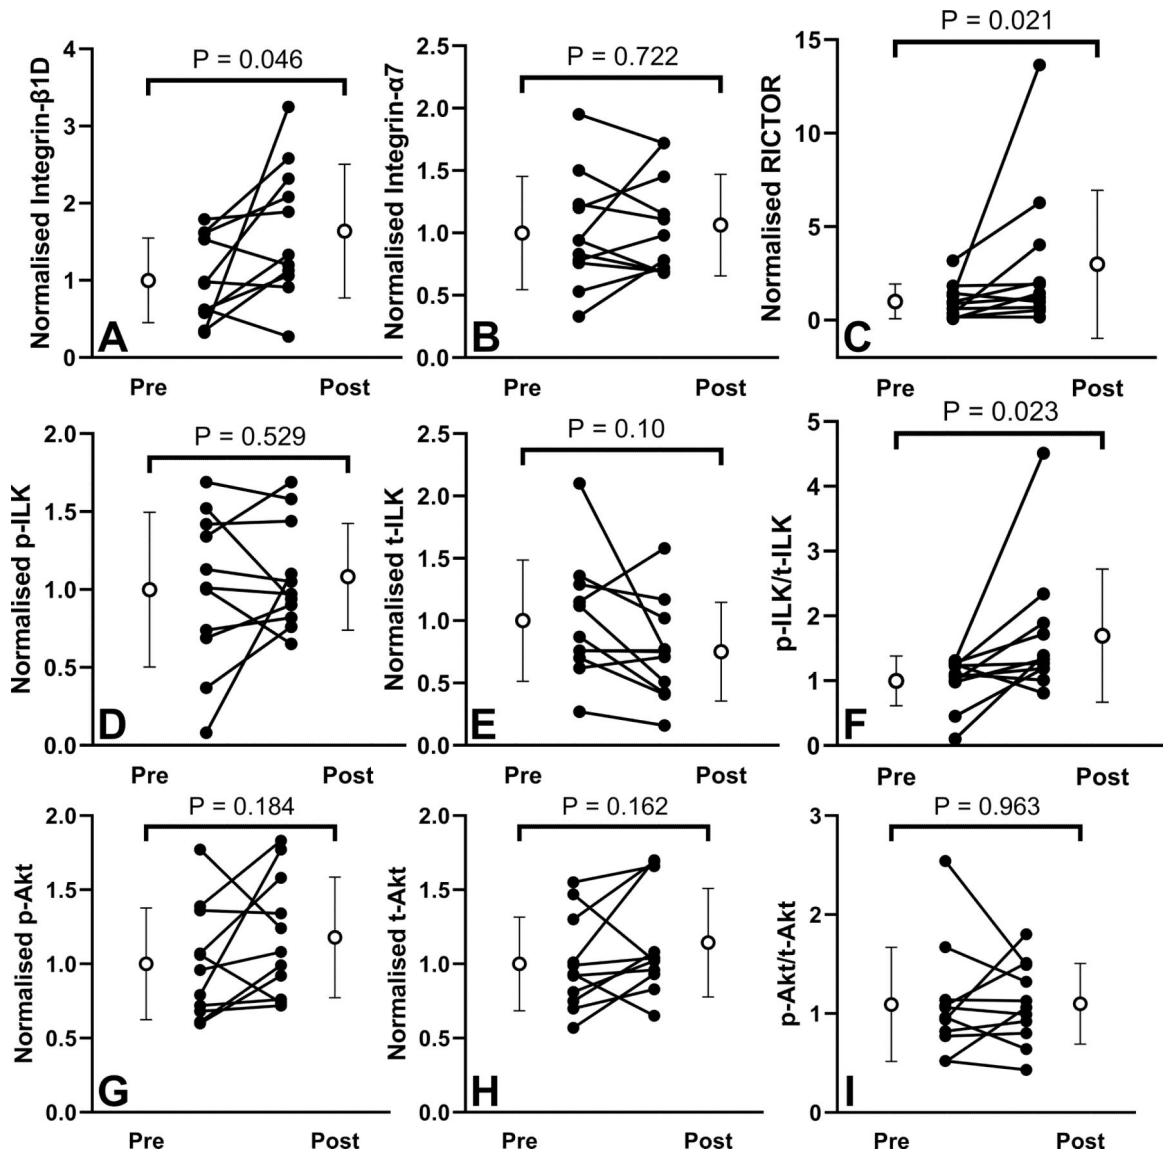 P = 0.046
Normalised Integrin-β1D
4
3
2
1
0
A
Pre
Post
P = 0.722
Normalised Integrin-α7
2.5
2.0
1.5
1.0
0.5
0.0
B
P = 0.021
Normalised RICTOR
15
10
5
0
C
Pre
Post
P = 0.529
Normalised p-ILK
2.0
1.5
1.0
0.5
0.0
D
Pre
Post
P = 0.10
Normalised t-ILK
2.5
2.0
1.5
1.0
0.5
0.0
E
Pre
Post
P = 0.023
p-ILK/t-ILK
5
4
3
2
1
0
F
Pre
Post
P = 0.184
Normalised p-Akt
2.0
1.5
1.0
0.5
0.0
G
Pre
Post
P = 0.162
Normalised t-Akt
2.0
1.5
1.0
0.5
0.0
H
Pre
Post
P = 0.963
p-Akt/t-Akt
3
2
1
0
I
Pre
Post